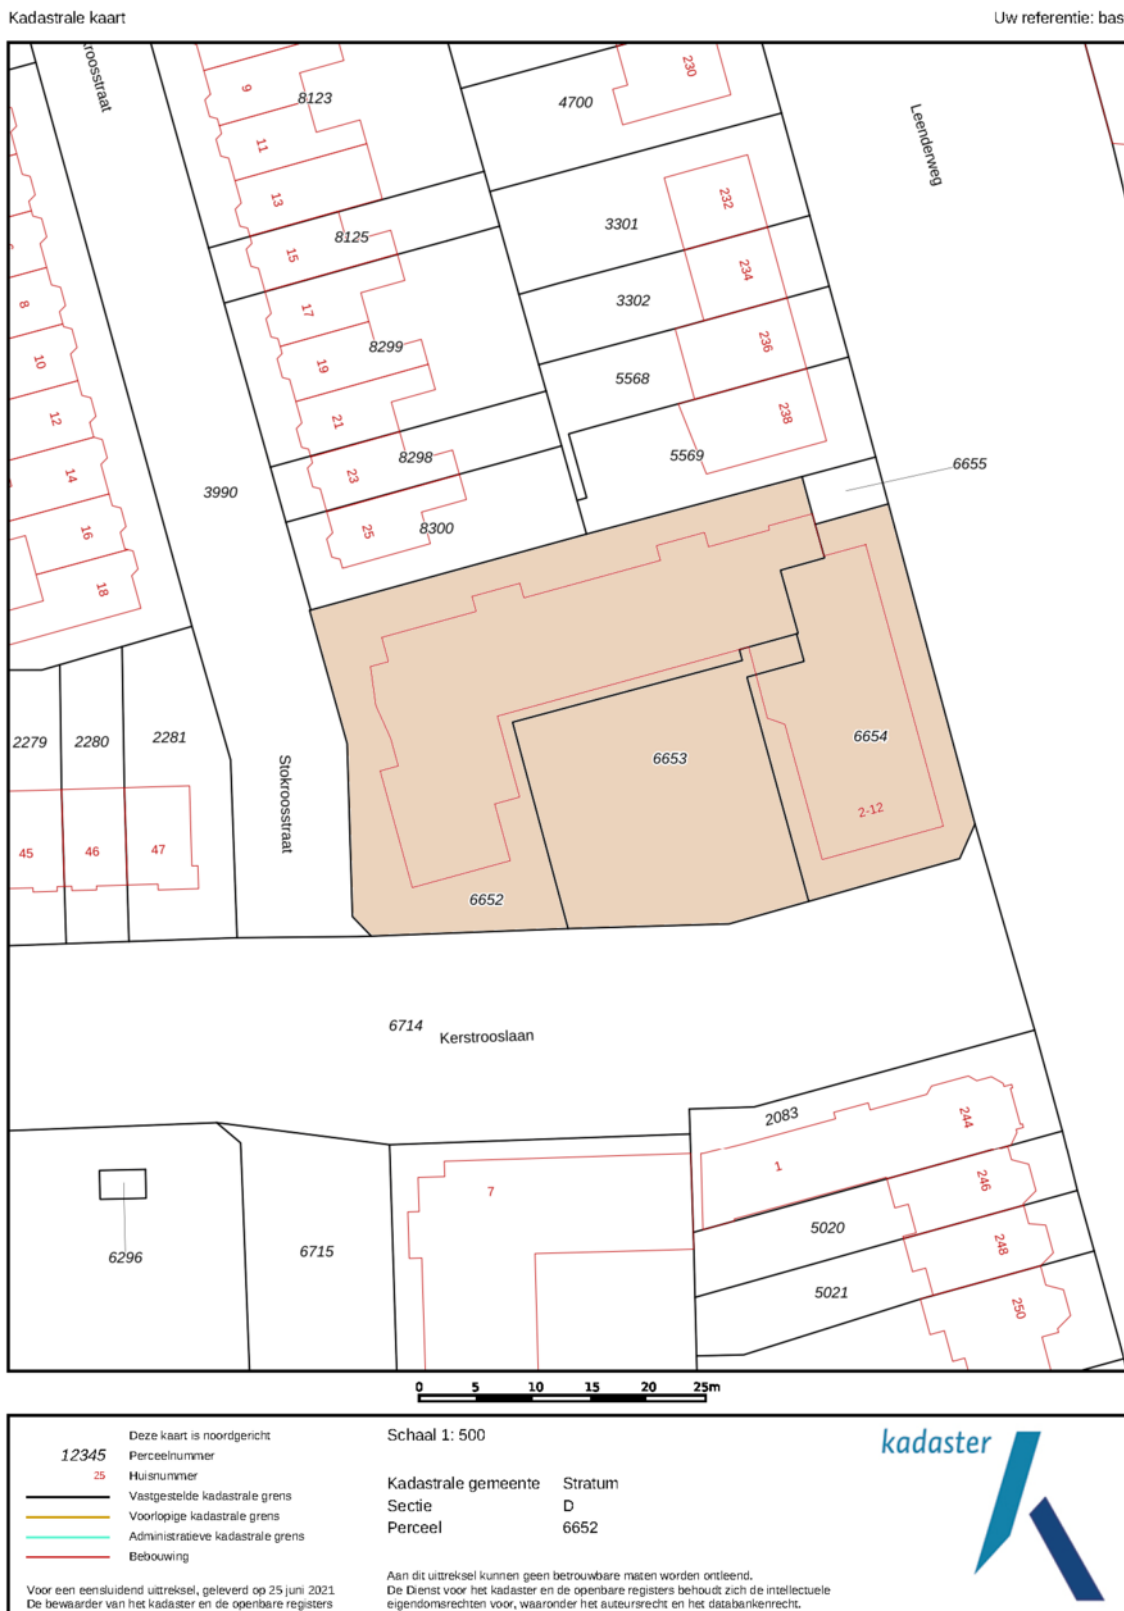 Kadastrale kaart
Uw referentie: bas
roosstraat
9
8123
11
13
8125
15
17
8299
19
21
8298
23
25
8300
4700
230
Leenderweg
3301
232
3302
234
5568
236
5569
238
6655
8
10
12
14
16
18
3990
2279
2280
2281
45
46
47
Stokroosstraat
6652
6653
6654
2-12
6714
Kerstrooslaan
2083
244
1
246
5020
248
5021
250
7
6296
6715
0 5 10 15 20 25m
Deze kaart is noordgericht
12345 Perceelnummer
25 Huisnummer
Vastgestelde kadastrale grens
Voorlopige kadastrale grens
Administratieve kadastrale grens
Bebouwing
Voor een eensluidend uittreksel, geleverd op 25 juni 2021
De bewaarder van het kadaster en de openbare registers
Schaal 1: 500
Kadastrale gemeente Stratum
Sectie D
Perceel 6652
Aan dit uittreksel kunnen geen betrouwbare maten worden ontleend.
De Dienst voor het kadaster en de openbare registers behoudt zich de intellectuele
eigendomsrechten voor, waaronder het auteursrecht en het databankenrecht.
kadaster